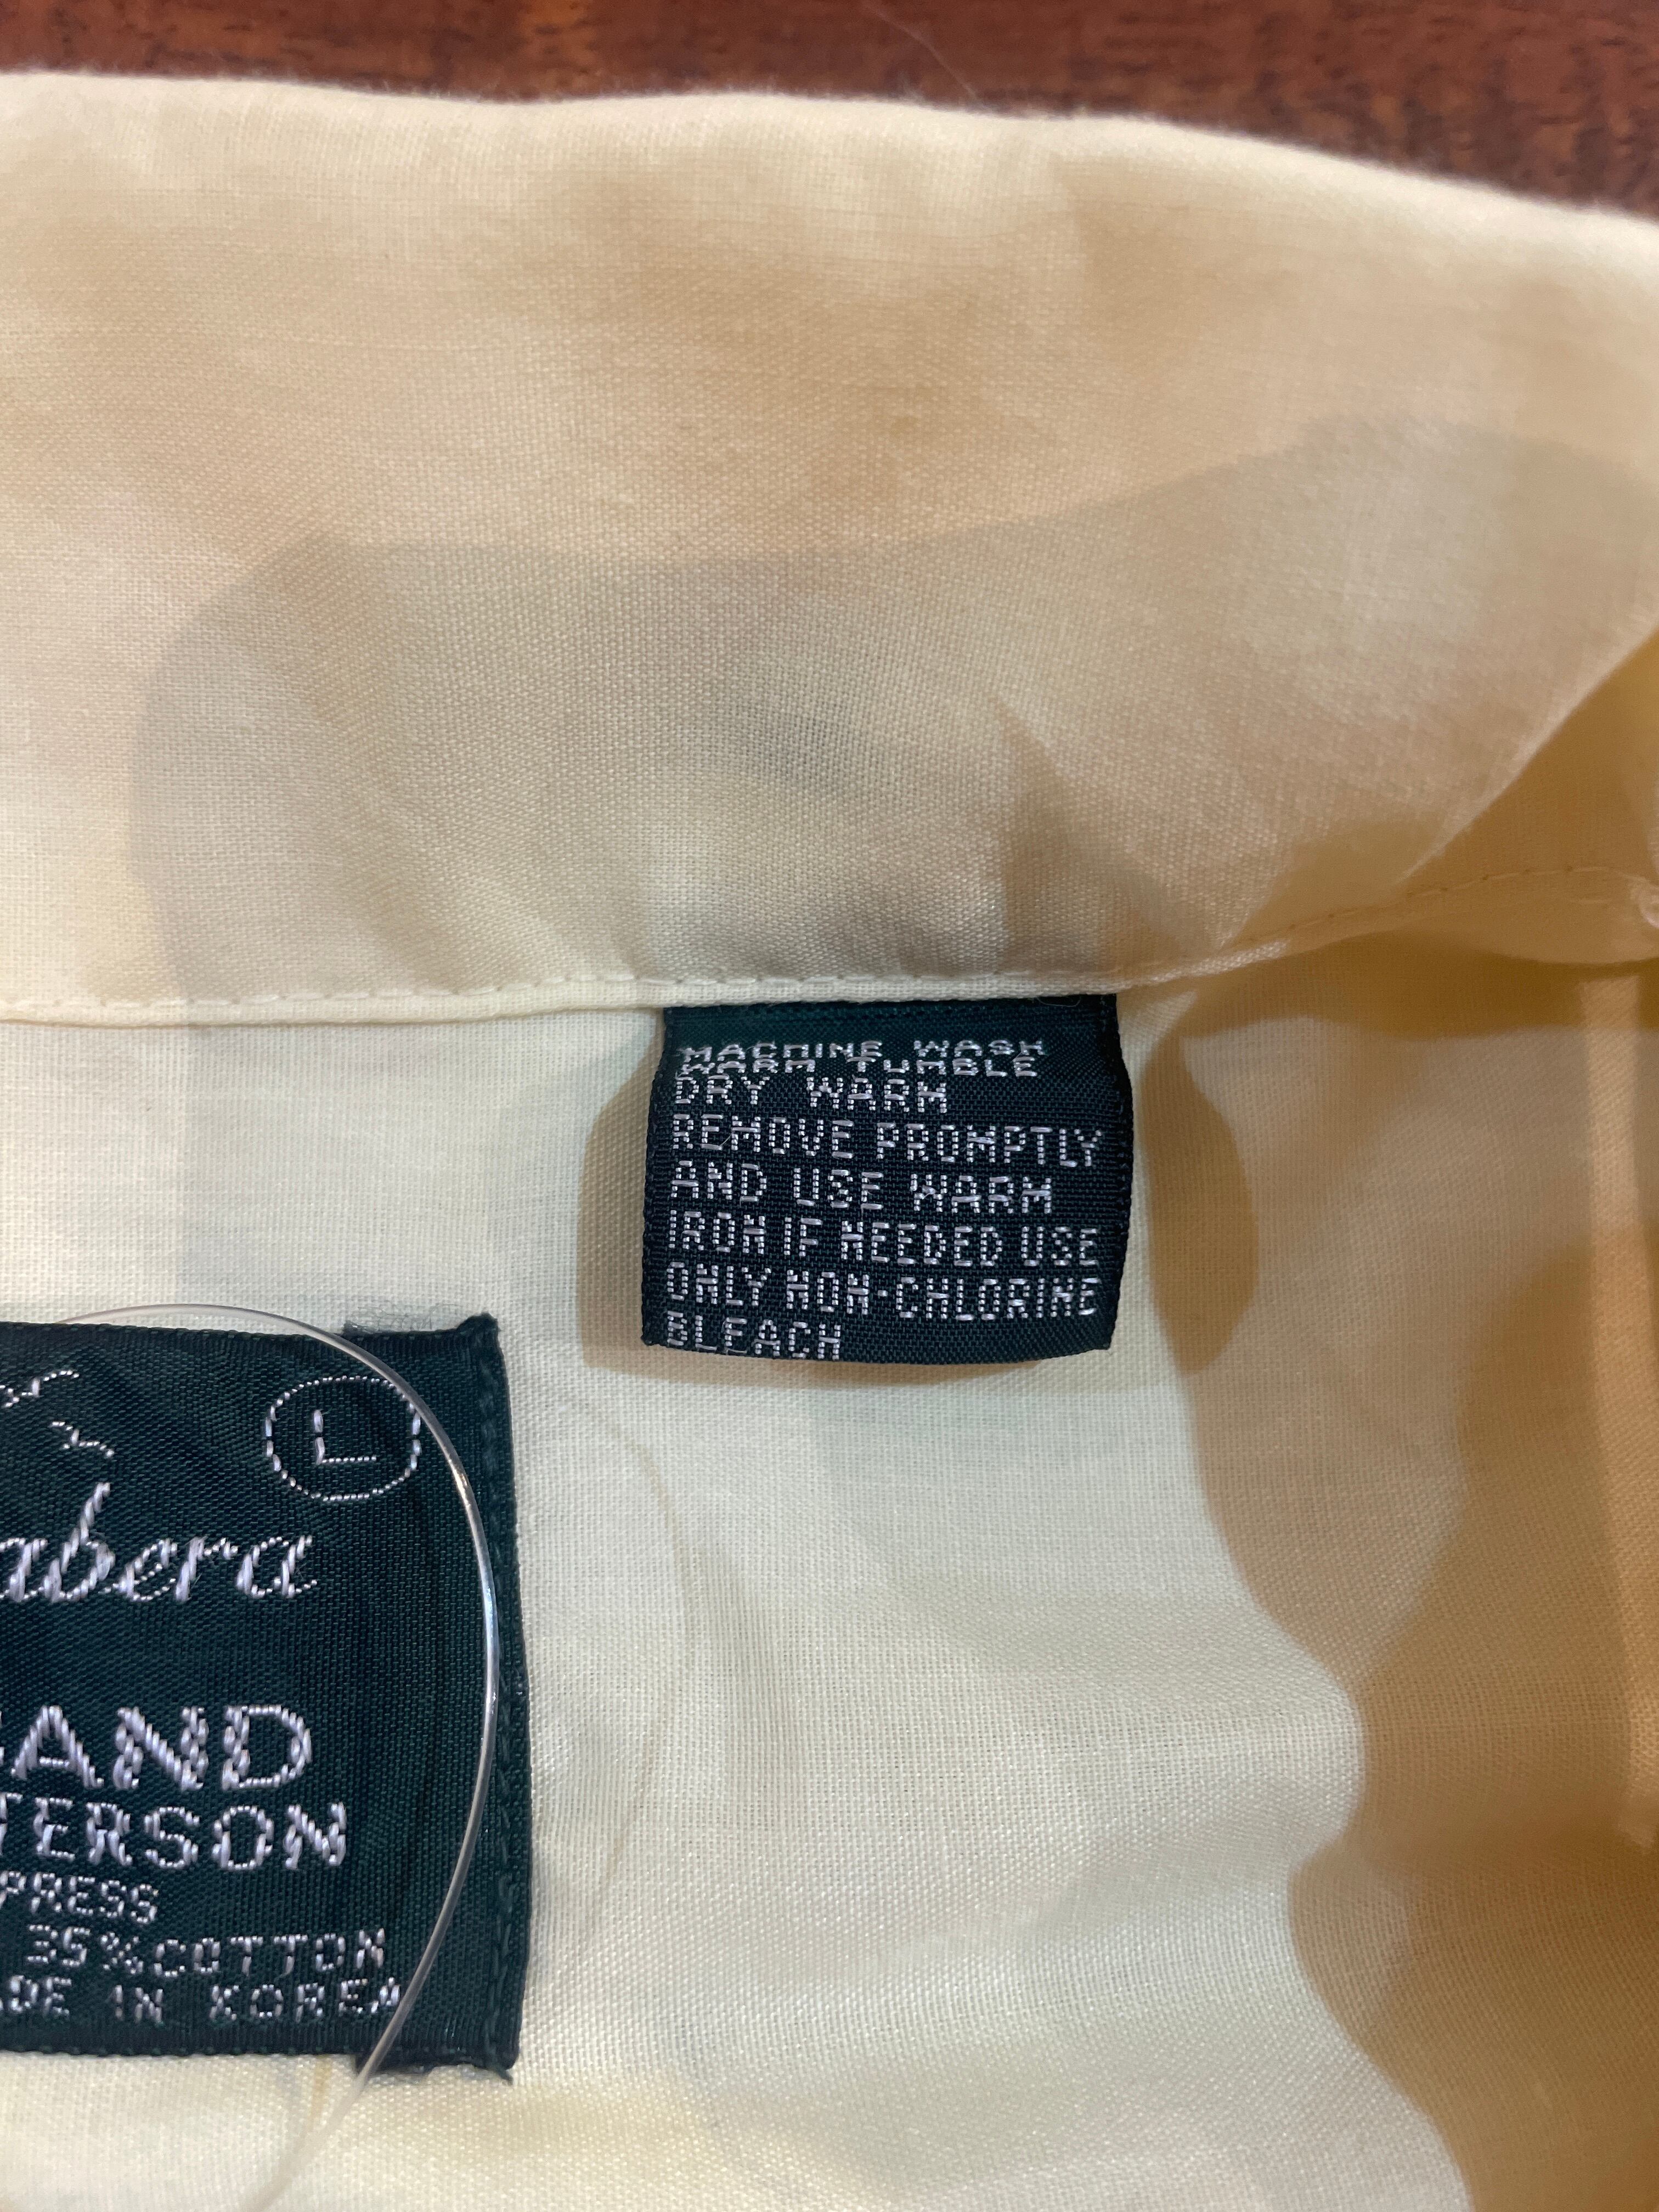 MACHINE WASH
WARM TUMBLE
DRY WARM
REMOVE PROMPTLY
AND USE WARM
IRON IF NEEDED USE
ONLY NON-CHLORINE
BLEACH
L
abera
AND
TERSON
PRESS
35% COTTON
DE IN KOREA